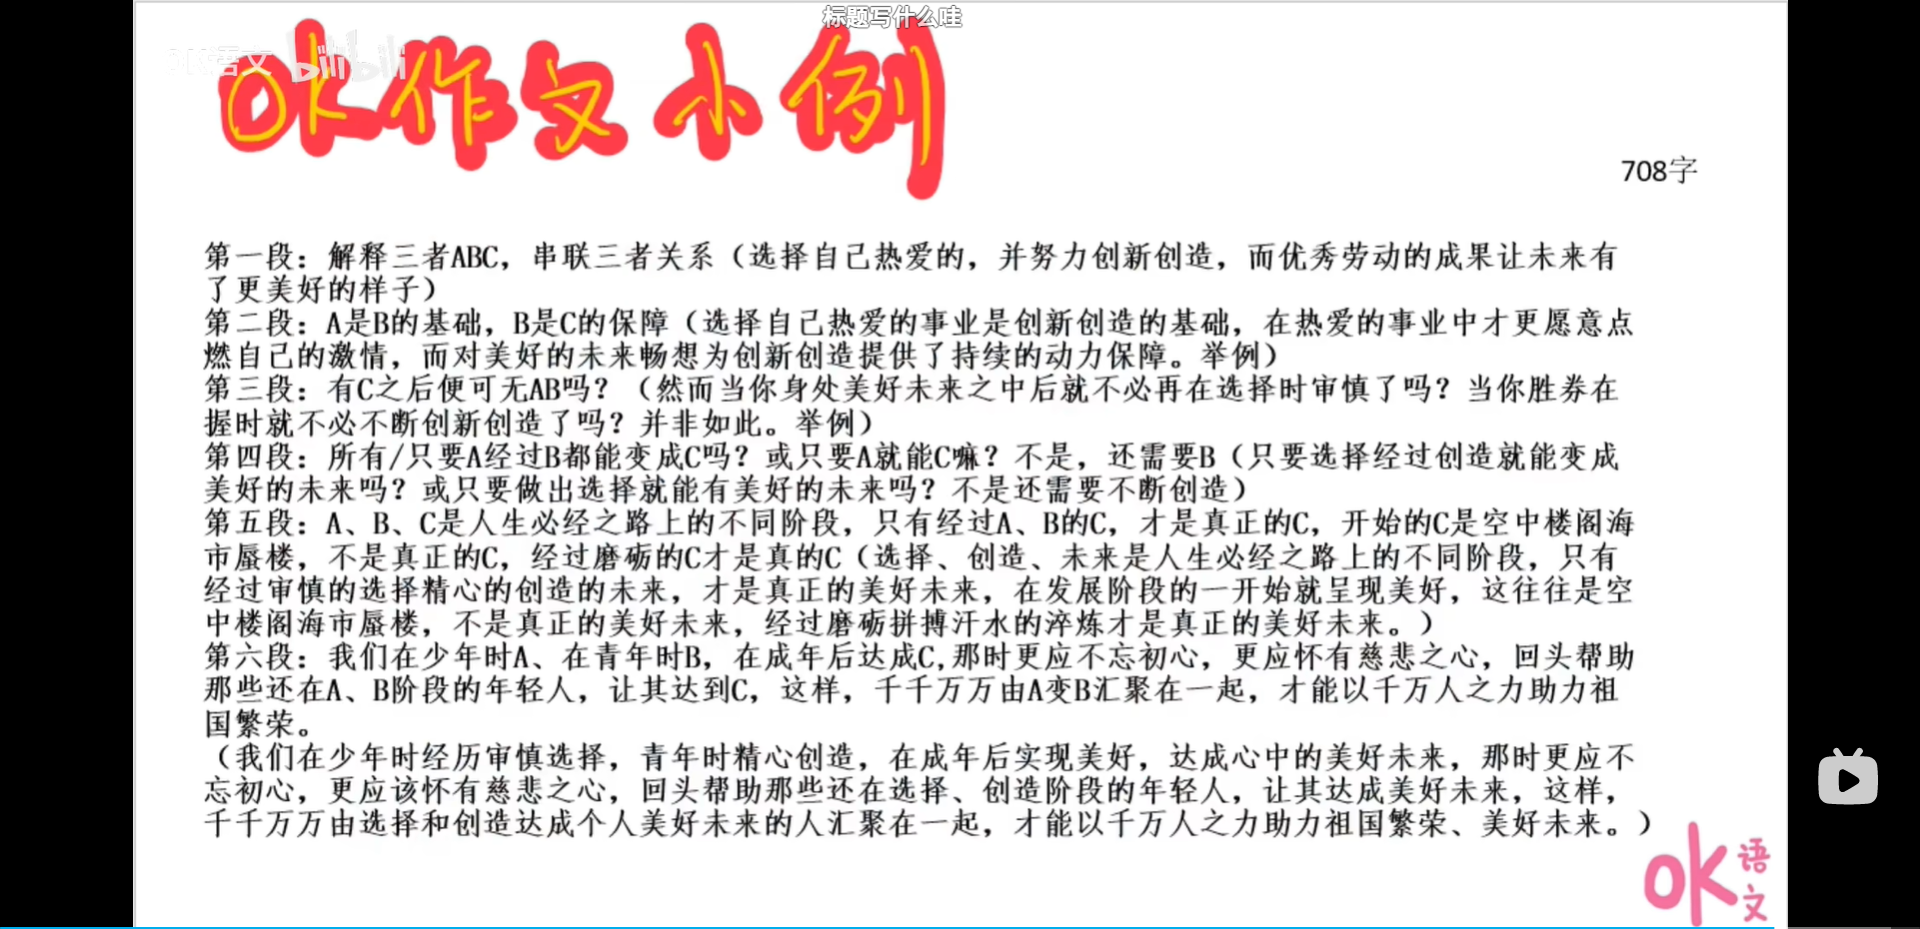 标题写什么哇
OK语文 bilibili
OK作文小例
708字
第一段：解释三者ABC，串联三者关系（选择自己热爱的，并努力创新创造，而优秀劳动的成果让未来有
了更美好的样子）
第二段：A是B的基础，B是C的保障（选择自己热爱的事业是创新创造的基础，在热爱的事业中才更愿意点
燃自己的激情，而对美好的未来畅想为创新创造提供了持续的动力保障。举例）
第三段：有C之后便可无AB吗？（然而当你身处美好未来之中后就不必再在选择时审慎了吗？当你胜券在
握时就不必不断创新创造了吗？并非如此。举例）
第四段：所有/只要A经过B都能变成C吗？或只要A就能C嘛？不是，还需要B（只要选择经过创造就能变成
美好的未来吗？或只要做出选择就能有美好的未来吗？不是还需要不断创造）
第五段：A、B、C是人生必经之路上的不同阶段，只有经过A、B的C，才是真正的C，开始的C是空中楼阁海
市蜃楼，不是真正的C，经过磨砺的C才是真的C（选择、创造、未来是人生必经之路上的不同阶段，只有
经过审慎的选择精心的创造的未来，才是真正的美好未来，在发展阶段的一开始就呈现美好，这往往是空
中楼阁海市蜃楼，不是真正的美好未来，经过磨砺拼搏汗水的淬炼才是真正的美好未来。）
第六段：我们在少年时A、在青年时B，在成年后达成C,那时更应不忘初心，更应怀有慈悲之心，回头帮助
那些还在A、B阶段的年轻人，让其达到C，这样，千千万万由A变B汇聚在一起，才能以千万人之力助力祖
国繁荣。
（我们在少年时经历审慎选择，青年时精心创造，在成年后实现美好，达成心中的美好未来，那时更应不
忘初心，更应该怀有慈悲之心，回头帮助那些还在选择、创造阶段的年轻人，让其达成美好未来，这样，
千千万万由选择和创造达成个人美好未来的人汇聚在一起，才能以千万人之力助力祖国繁荣、美好未来。）
OK语文